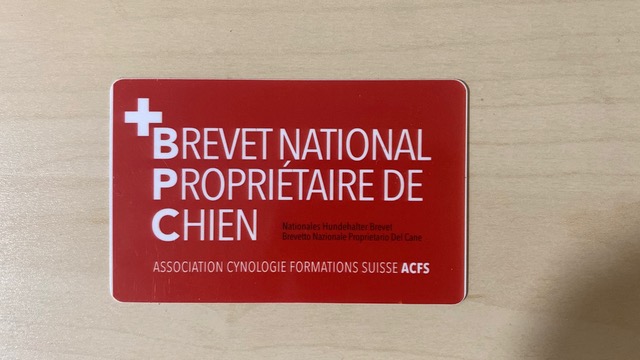 BREVET NATIONAL
PROPRIÉTAIRE DE
CHIEN
Nationales Hundehalter Brevet
Brevetto Nazionale Proprietario Del Cane
ASSOCIATION CYNOLOGIE FORMATIONS SUISSE ACFS